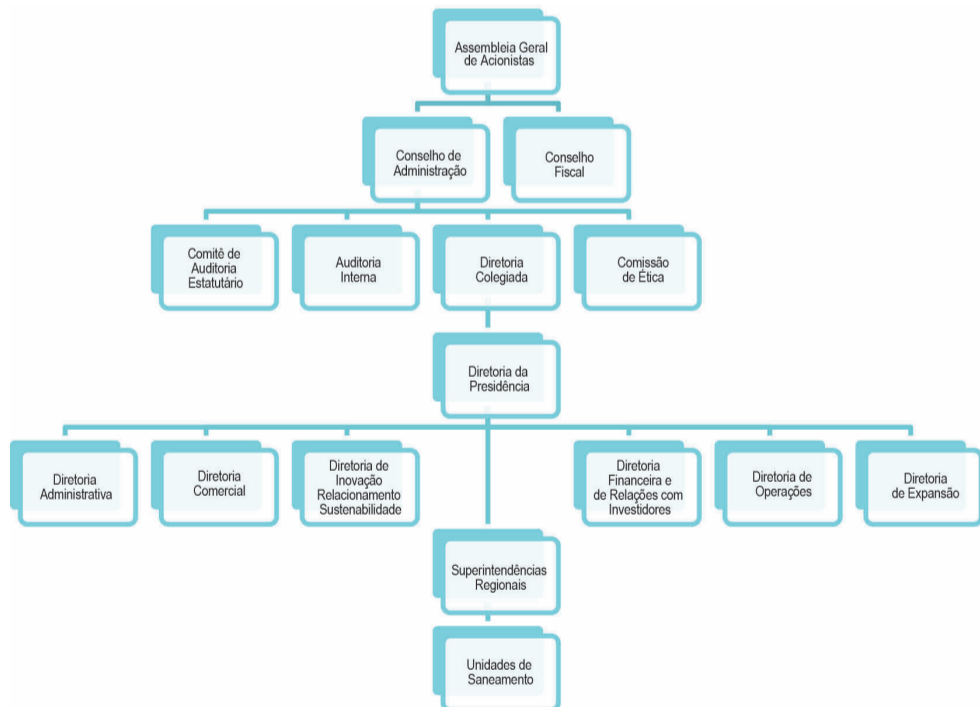 Assembleia Geral
de Acionistas
Conselho de
Administração
Conselho
Fiscal
Comitê de
Auditoria
Estatutário
Auditoria
Interna
Diretoria
Colegiada
Comissão
de Ética
Diretoria da
Presidência
Diretoria
Administrativa
Diretoria
Comercial
Diretoria de
Inovação
Relacionamento
Sustenabilidade
Diretoria
Financeira e
de Relações com
Investidores
Diretoria
de Operações
Diretoria
de Expansão
Superintendências
Regionais
Unidades de
Saneamento